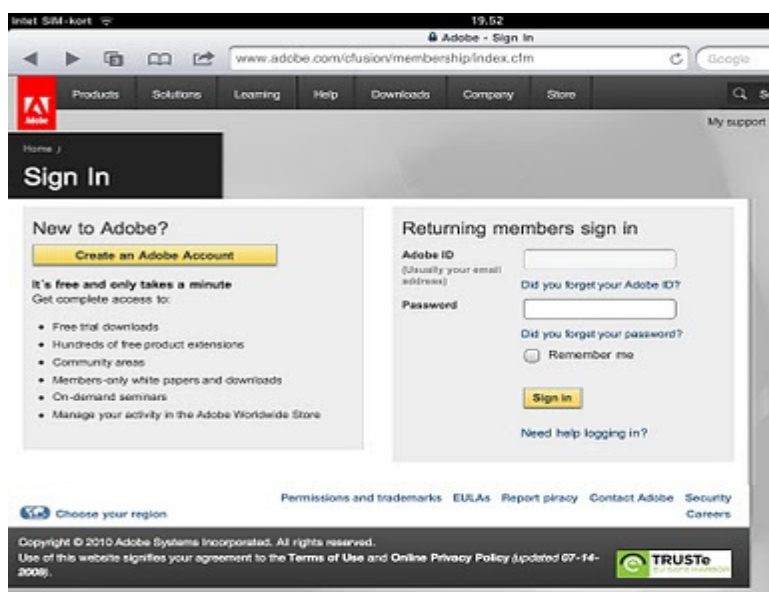 Intet SIM-kort 19.52
Adobe - Sign In
www.adobe.com/cfusion/membership/index.cfm
Google
Adobe
Products Solutions Learning Help Downloads Company Store
My support
Home /
Sign In
New to Adobe?
Create an Adobe Account
It's free and only takes a minute
Get complete access to:
• Free trial downloads
• Hundreds of free product extensions
• Community areas
• Members-only white papers and downloads
• On-demand seminars
• Manage your activity in the Adobe Worldwide Store
Returning members sign in
Adobe ID
(Usually your email
address)
Did you forget your Adobe ID?
Password
Did you forget your password?
Remember me
Sign in
Need help logging in?
Permissions and trademarks EULAs Report piracy Contact Adobe Security
Choose your region Careers
Copyright © 2010 Adobe Systems Incorporated. All rights reserved.
Use of this website signifies your agreement to the Terms of Use and Online Privacy Policy (updated 07-14-
2009).
TRUSTe
EU SAFE HARBOR